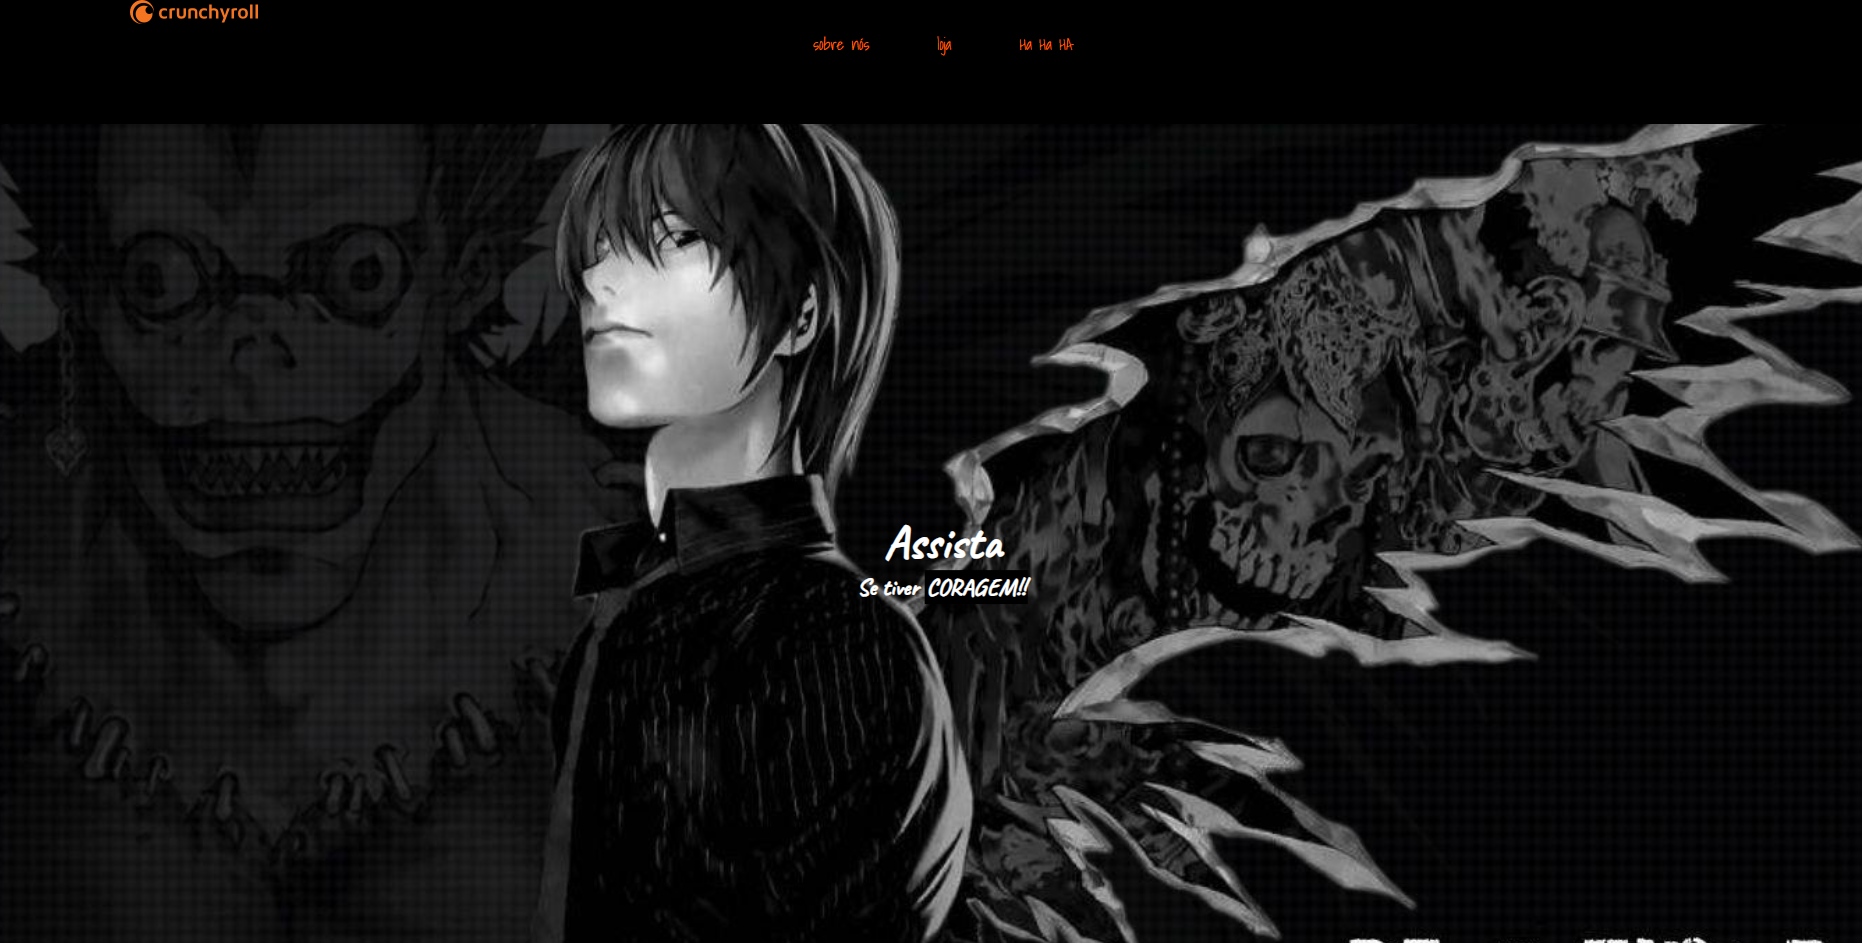 crunchyroll
sobre nós
loja
Ha Ha HA
Assista
Se tiver CORAGEM!!